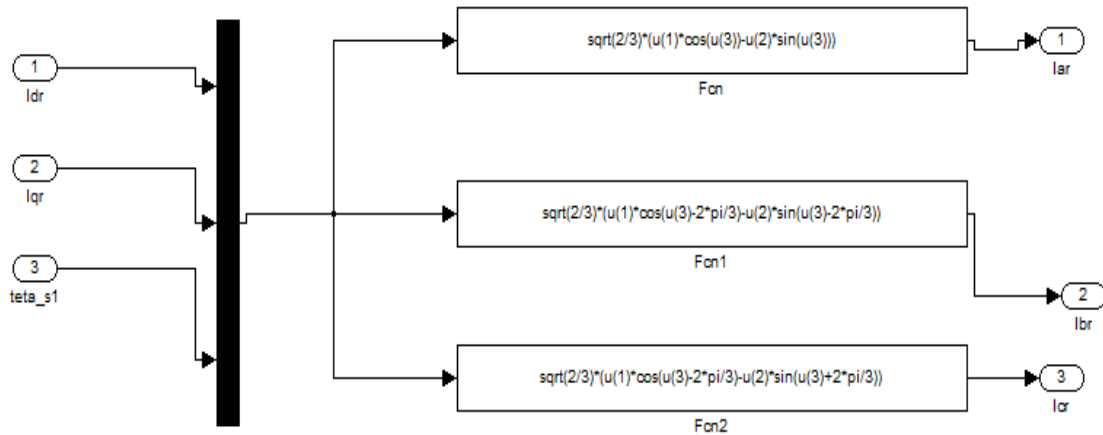 1
Idr
2
Iqr
3
teta_s1
sqrt(2/3)*(u(1)*cos(u(3))-u(2)*sin(u(3)))
Fcn
1
Iar
sqrt(2/3)*(u(1)*cos(u(3)-2*pi/3)-u(2)*sin(u(3)-2*pi/3))
Fcn1
2
Ibr
sqrt(2/3)*(u(1)*cos(u(3)-2*pi/3)-u(2)*sin(u(3)+2*pi/3))
Fcn2
3
Icr